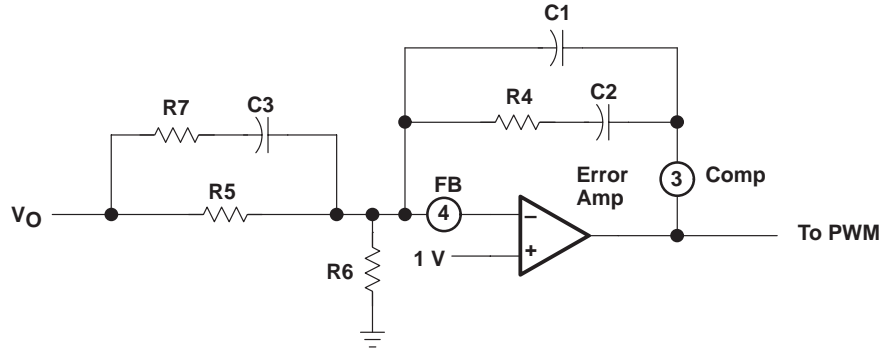 C1
R7
C3
R4
C2
R5
FB
4
Error
Amp
3
Comp
VO
−
+
1 V
R6
To PWM